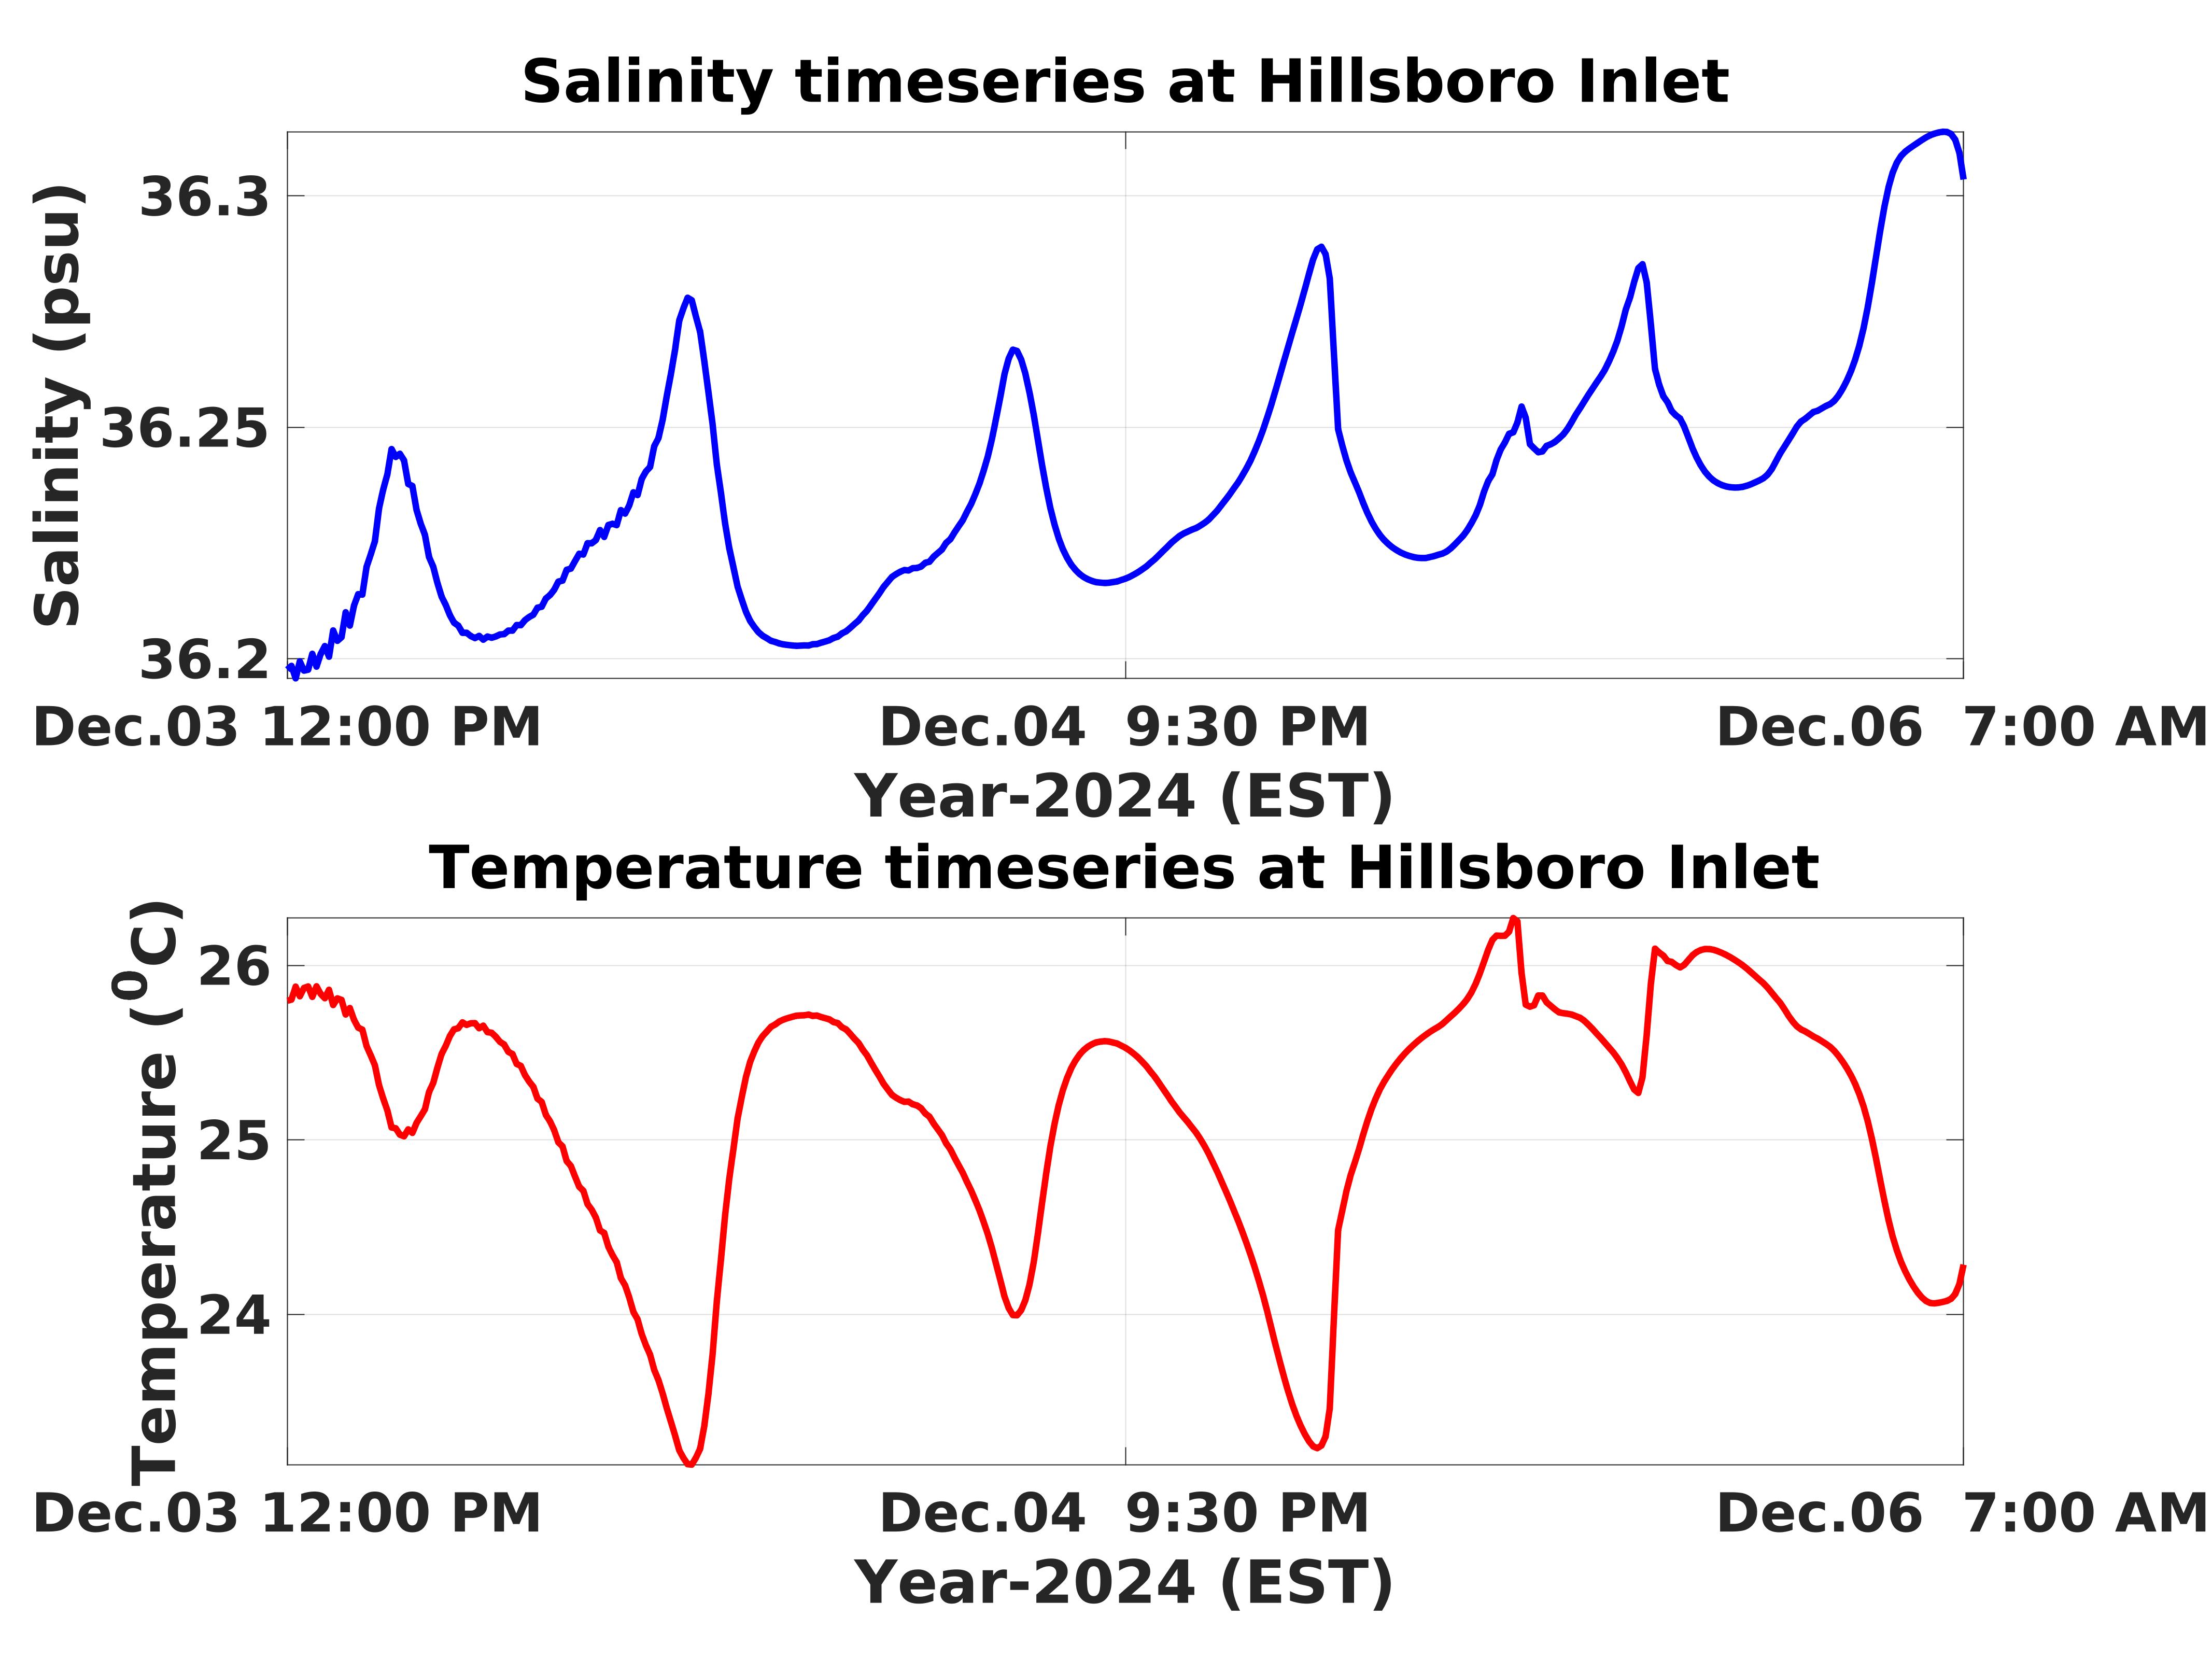 Salinity timeseries at Hillsboro Inlet
Salinity (psu)
36.3
36.25
36.2
Dec.03 12:00 PM Dec.04 9:30 PM Dec.06 7:00 AM
Year-2024 (EST)
Temperature timeseries at Hillsboro Inlet
Temperature (⁰C)
26
25
24
Dec.03 12:00 PM Dec.04 9:30 PM Dec.06 7:00 AM
Year-2024 (EST)